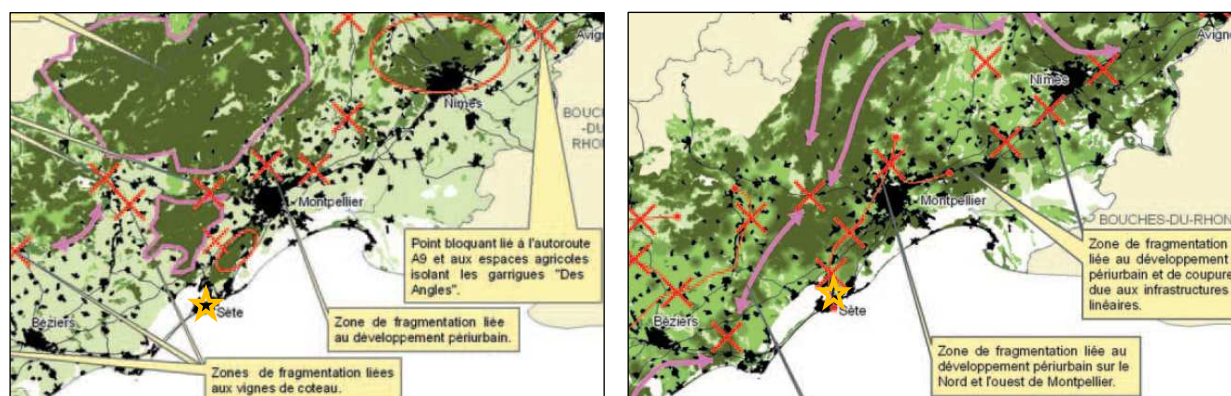 Avign
Nîmes
BOUC
-DU
RHO
Montpellier
Point bloquant lié à l'autoroute
A9 et aux espaces agricoles
isolant les garrigues "Des
Angles".
Sète
Zone de fragmentation liée
au développement périurbain.
Béziers
Zones de fragmentation liées
aux vignes de coteau.
Avign
Nîmes
Montpellier
BOUCHES-DU-RHON
Zone de fragmentation
liée au développement
périurbain et de coupure
due aux infrastructures
linéaires.
Sète
Béziers
Zone de fragmentation liée au
développement périurbain sur le
Nord et l'ouest de Montpellier.